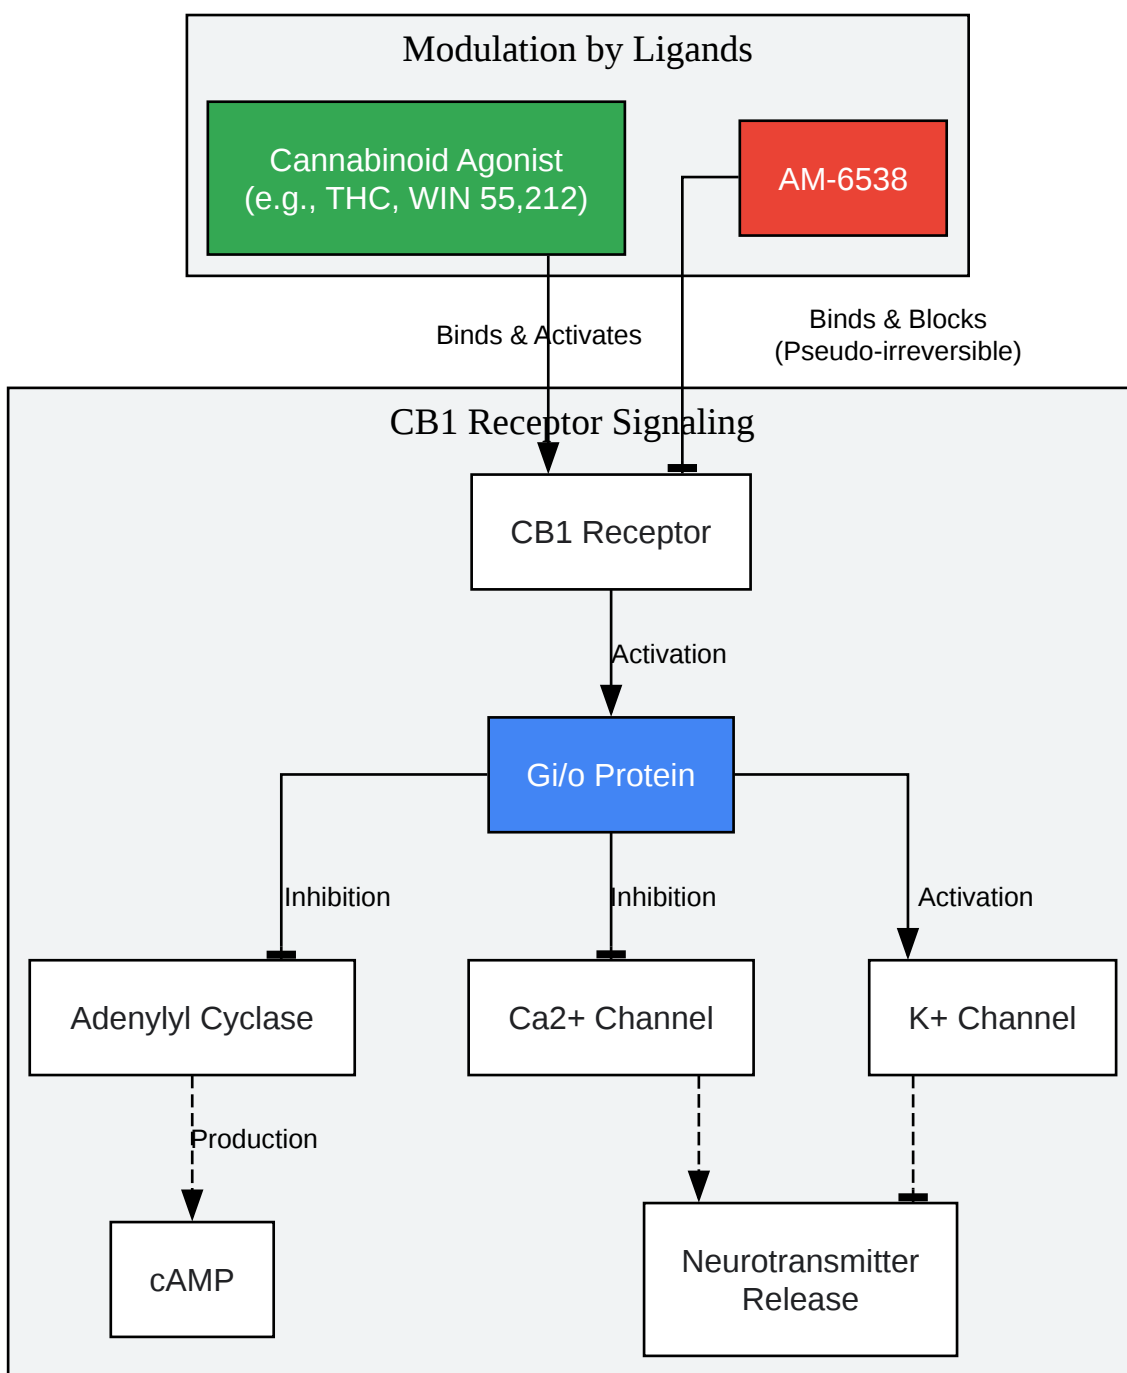 Modulation by Ligands
Cannabinoid Agonist
(e.g., THC, WIN 55,212)
AM-6538
Binds & Activates
Binds & Blocks
(Pseudo-irreversible)
CB1 Receptor Signaling
CB1 Receptor
Activation
Gi/o Protein
Inhibition
Inhibition
Activation
Adenylyl Cyclase
Ca2+ Channel
K+ Channel
Production
cAMP
Neurotransmitter
Release